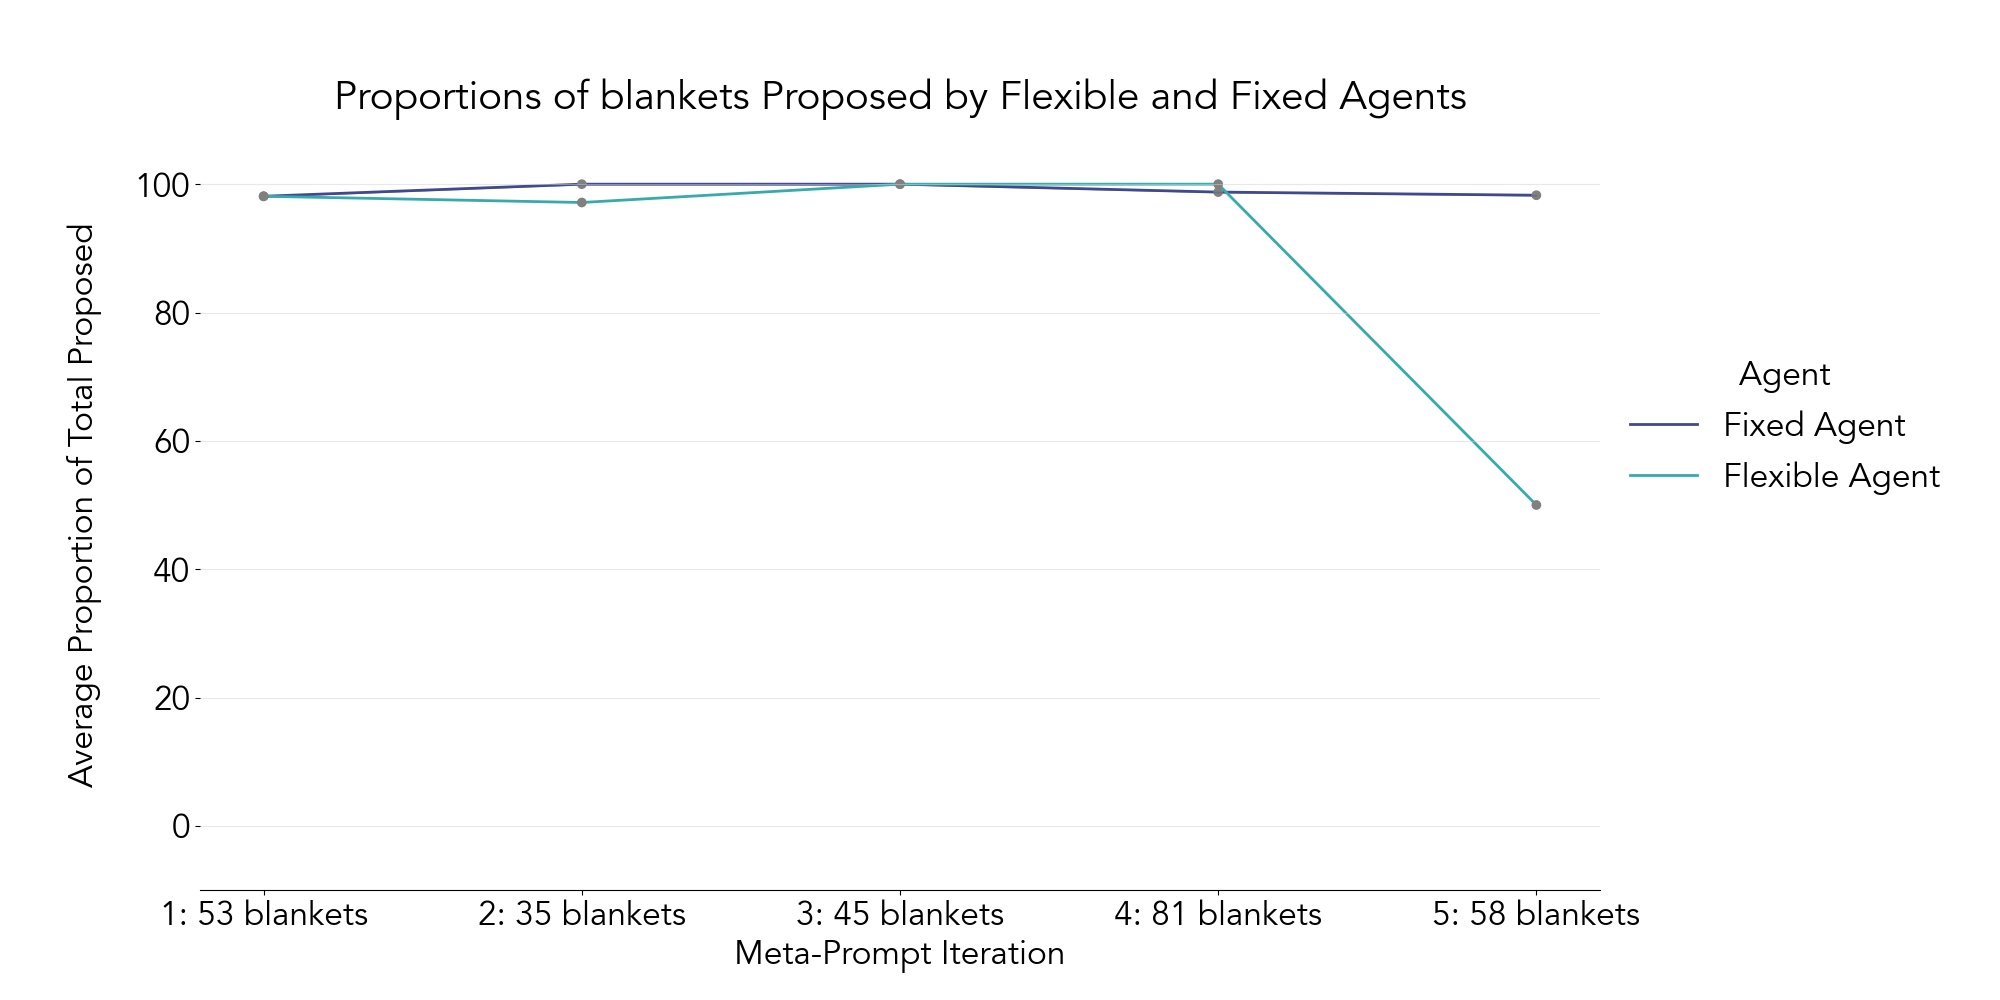 Proportions of blankets Proposed by Flexible and Fixed Agents
Average Proportion of Total Proposed
100
80
60
40
20
0
1: 53 blankets
2: 35 blankets
3: 45 blankets
4: 81 blankets
5: 58 blankets
Meta-Prompt Iteration
Agent
Fixed Agent
Flexible Agent